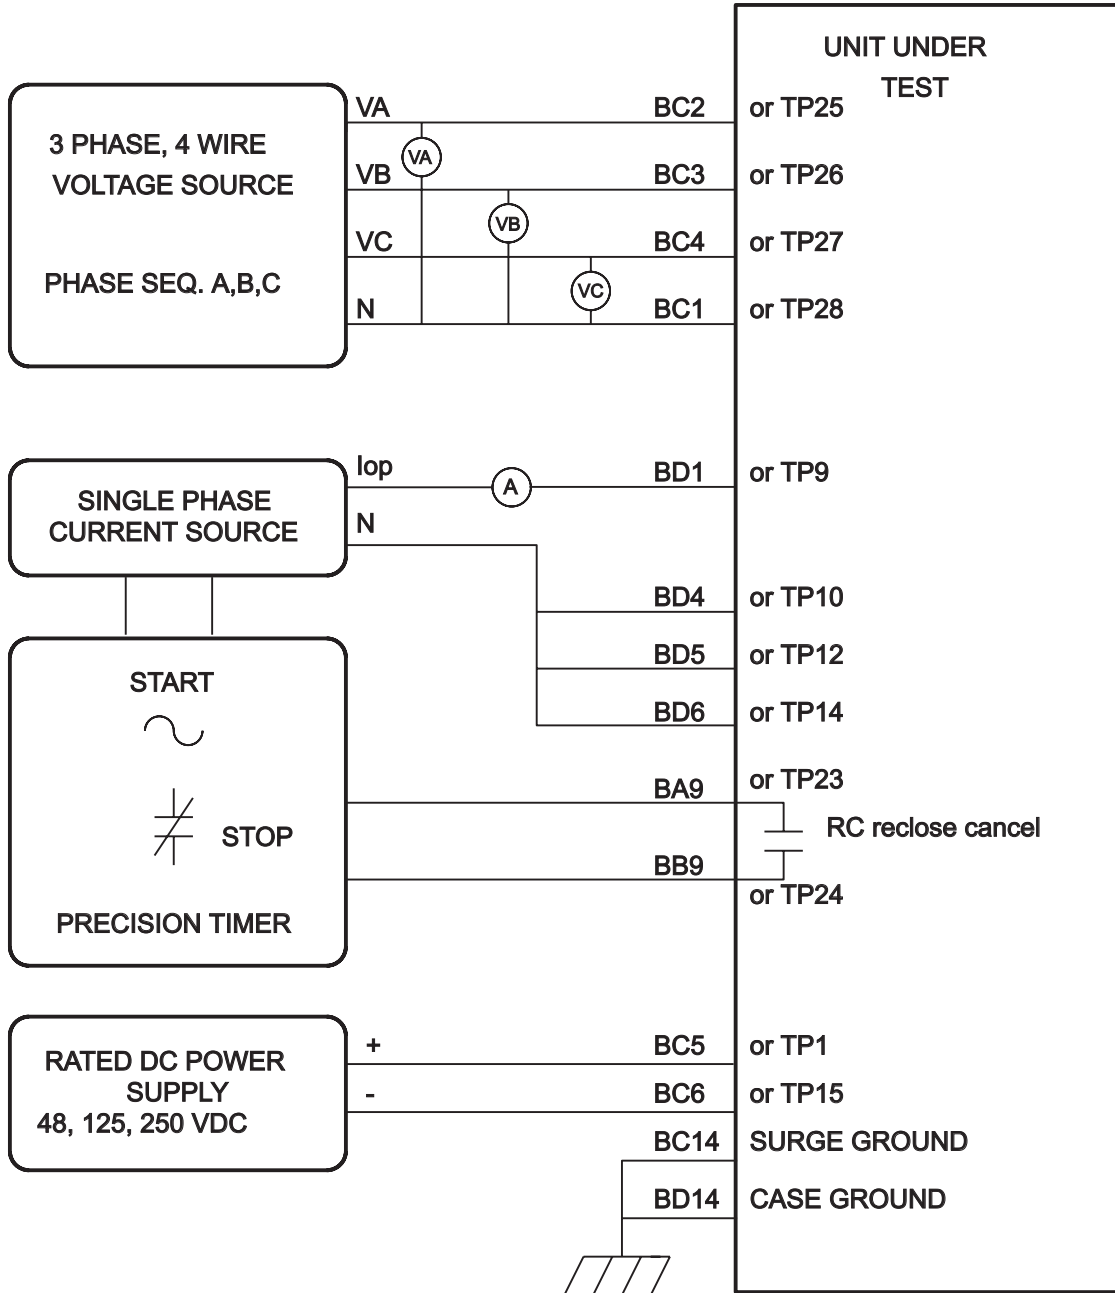 UNIT UNDER
TEST
3 PHASE, 4 WIRE
VOLTAGE SOURCE
PHASE SEQ. A,B,C
VA
BC2
or TP25
VA
VB
BC3
or TP26
VB
VC
BC4
or TP27
VC
N
BC1
or TP28
SINGLE PHASE
CURRENT SOURCE
Iop
A
BD1
or TP9
N
BD4
or TP10
BD5
or TP12
BD6
or TP14
START
STOP
PRECISION TIMER
BA9
or TP23
RC reclose cancel
BB9
or TP24
RATED DC POWER
SUPPLY
48, 125, 250 VDC
+
BC5
or TP1
-
BC6
or TP15
BC14
SURGE GROUND
BD14
CASE GROUND